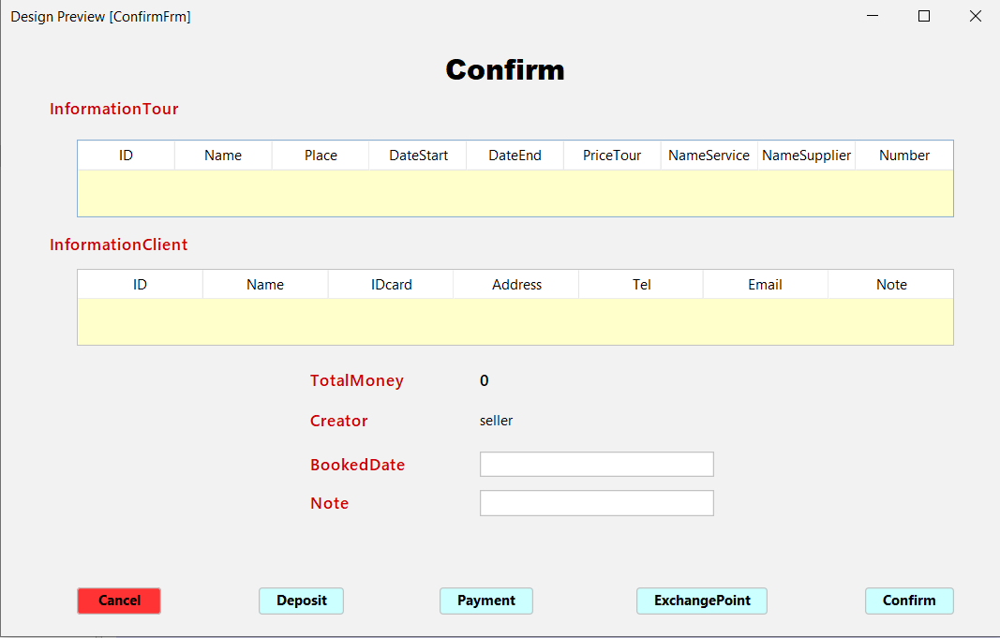 Design Preview [ConfirmFrm]
Confirm
InformationTour
ID Name Place DateStart DateEnd PriceTour NameService NameSupplier Number
InformationClient
ID Name IDcard Address Tel Email Note
TotalMoney 0
Creator seller
BookedDate
Note
Cancel Deposit Payment ExchangePoint Confirm